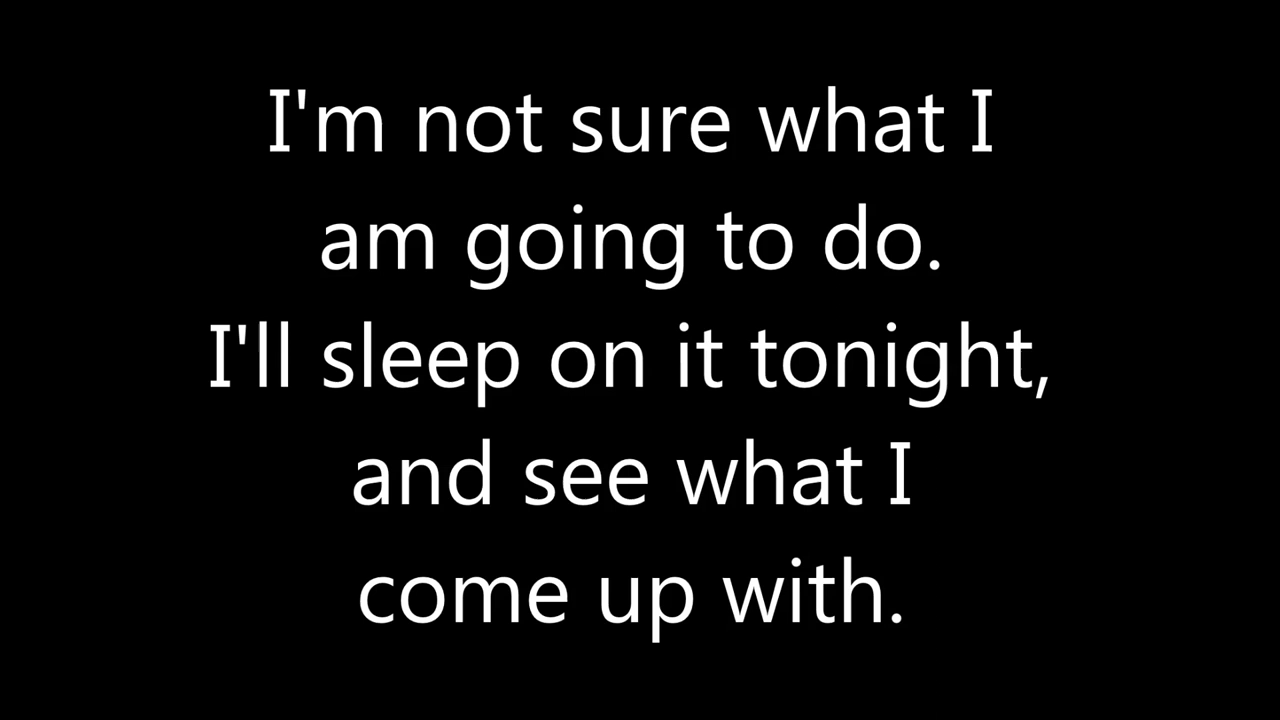 I'm not sure what I
am going to do.
I'll sleep on it tonight,
and see what I
come up with.